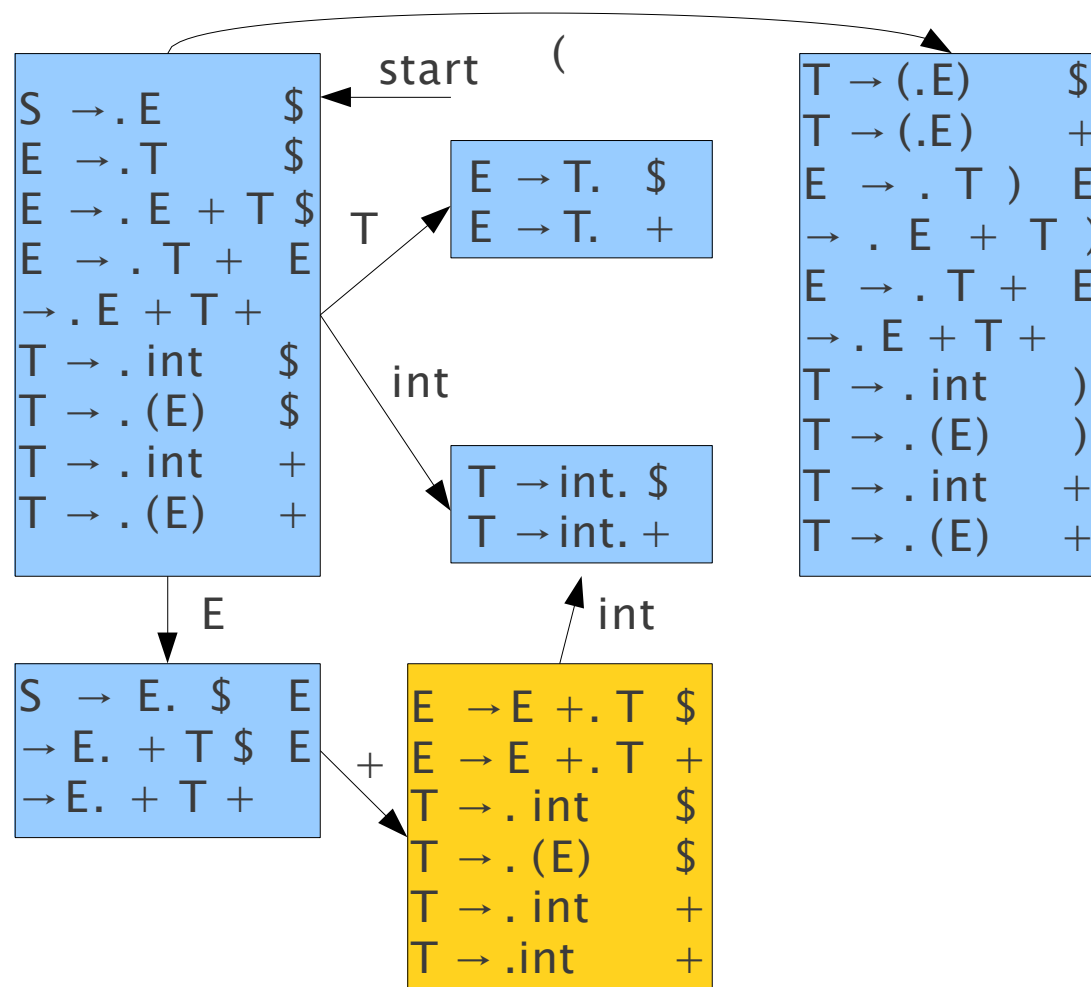 (
start
S → . E $
E → . T $
E → . E + T $
E → . T + E
→ . E + T +
T → . int $
T → . (E) $
T → . int +
T → . (E) +
T
E → T. $
E → T. +
int
T → int. $
T → int. +
T → (.E) $
T → (.E) +
E → . T ) E
→ . E + T )
E → . T + E
→ . E + T +
T → . int )
T → . (E) )
T → . int +
T → . (E) +
E
int
S → E. $ E
→ E. + T $ E
→ E. + T +
+
E → E +. T $
E → E +. T +
T → . int $
T → . (E) $
T → . int +
T → .int +